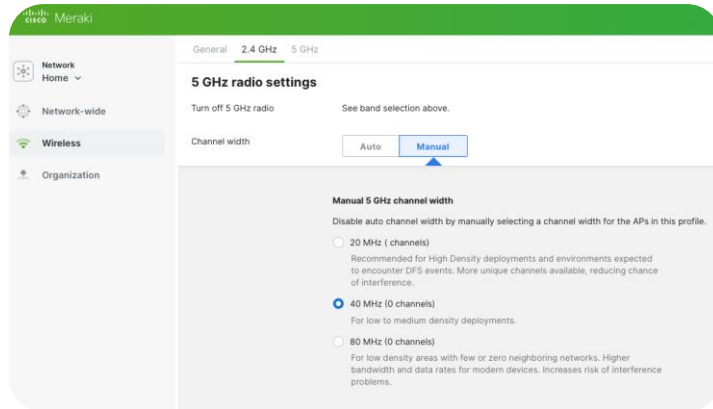 cisco Meraki
General 2.4 GHz 5 GHz
Network
Home
Network-wide
Wireless
Organization
5 GHz radio settings
Turn off 5 GHz radio See band selection above.
Channel width Auto Manual
Manual 5 GHz channel width
Disable auto channel width by manually selecting a channel width for the APs in this profile.
20 MHz ( channels)
Recommended for High Density deployments and environments expected
to encounter DFS events. More unique channels available, reducing chance
of interference.
40 MHz (0 channels)
For low to medium density deployments.
80 MHz (0 channels)
For low density areas with few or zero neighboring networks. Higher
bandwidth and data rates for modern devices. Increases risk of interference
problems.